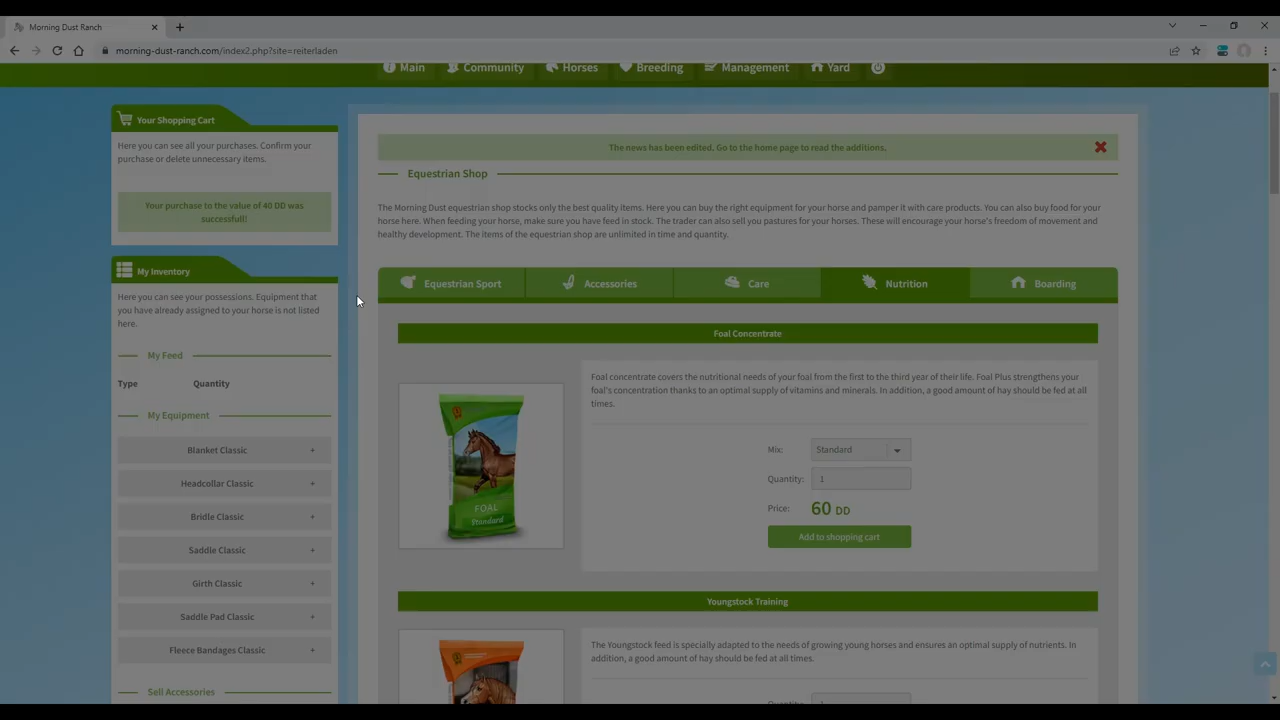 Morning Dust Ranch
morning-dust-ranch.com/index2.php?site=reiterladen
Main
Community
Horses
Breeding
Management
Yard
Your Shopping Cart
Here you can see all your purchases. Confirm your
purchase or delete unnecessary items.
Your purchase to the value of 40 DD was
successful!
My Inventory
Here you can see your possessions. Equipment that
you have already assigned to your horse is not listed
here.
My Feed
Type Quantity
My Equipment
Blanket Classic +
Headcollar Classic +
Bridle Classic +
Saddle Classic +
Girth Classic +
Saddle Pad Classic +
Fleece Bandages Classic +
Sell Accessories
The news has been edited. Go to the home page to read the additions.
Equestrian Shop
The Morning Dust equestrian shop stocks only the best quality items. Here you can buy the right equipment for your horse and pamper it with care products. You can also buy food for your
horse here. When feeding your horse, make sure you have feed in stock. The trader can also sell you pastures for your horses. These will encourage your horse's freedom of movement and
healthy development. The items of the equestrian shop are unlimited in time and quantity.
Equestrian Sport
Accessories
Care
Nutrition
Boarding
Foal Concentrate
Foal concentrate covers the nutritional needs of your foal from the first to the third year of their life. Foal Plus strengthens your
foal's concentration thanks to an optimal supply of vitamins and minerals. In addition, a good amount of hay should be fed at all
times.
FOAL
Standard
Mix: Standard
Quantity: 1
Price: 60 DD
Add to shopping cart
Youngstock Training
The Youngstock feed is specially adapted to the needs of growing young horses and ensures an optimal supply of nutrients. In
addition, a good amount of hay should be fed at all times.
Quantity: